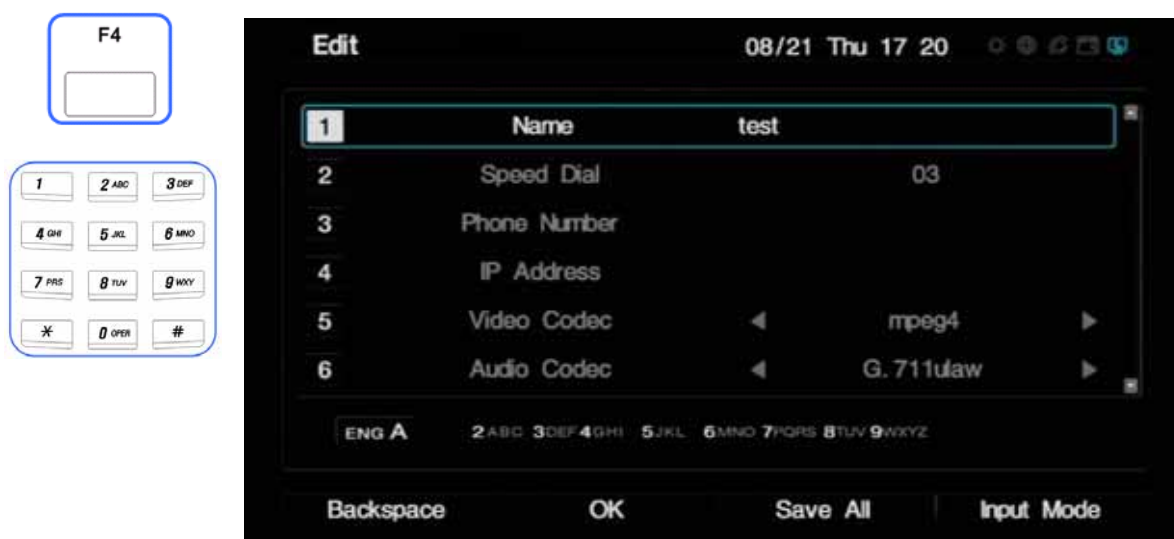 F4
1 2 ABC 3 DEF
4 GHI 5 JKL 6 MNO
7 PRS 8 TUV 9 WXY
* 0 OPER #
Edit 08/21 Thu 17 20
1 Name test
2 Speed Dial 03
3 Phone Number
4 IP Address
5 Video Codec ◀ mpeg4 ▶
6 Audio Codec ◀ G.711ulaw ▶
ENG A 2ABC 3DEF 4GHI 5JKL 6MNO 7PQRS 8TUV 9WXYZ
Backspace OK Save All Input Mode